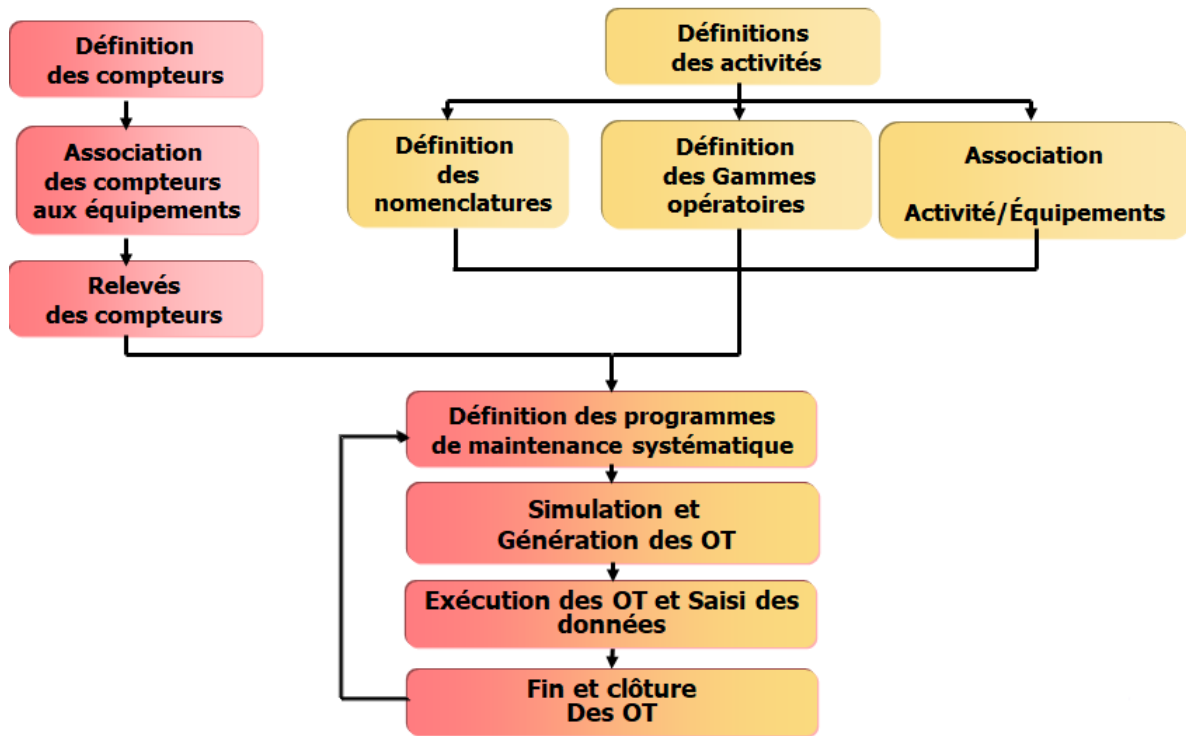 Définition
des compteurs
Association
des compteurs
aux équipements
Relevés
des compteurs
Définitions
des activités
Définition
des
nomenclatures
Définition
des Gammes
opératoires
Association
Activité/Équipements
Définition des programmes
de maintenance systématique
Simulation et
Génération des OT
Exécution des OT et Saisi des
données
Fin et clôture
Des OT